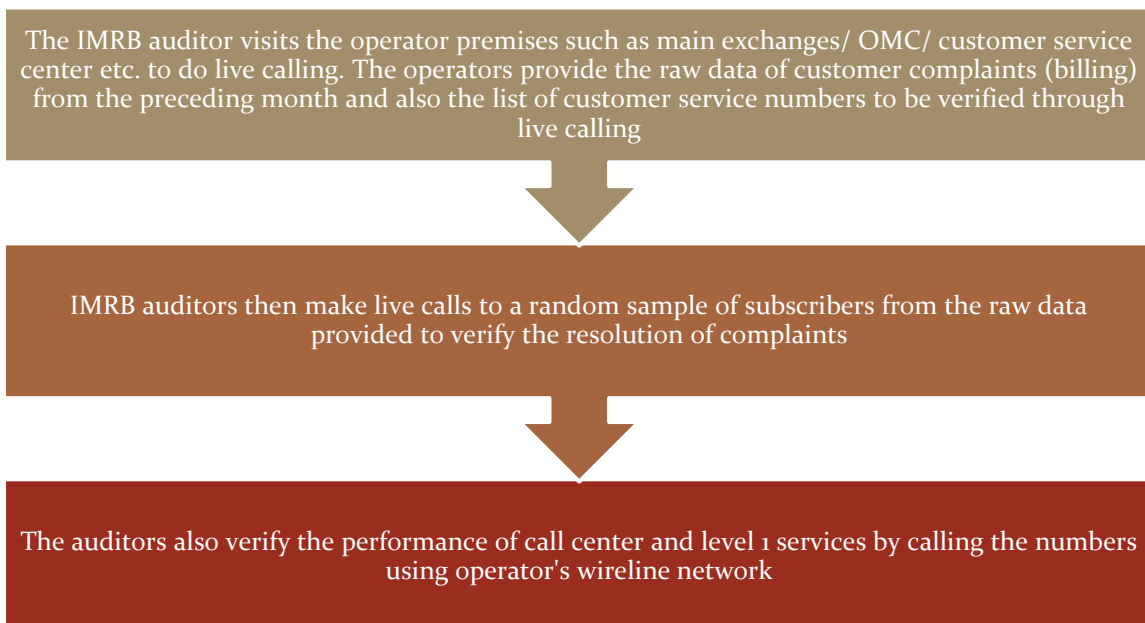 The IMRB auditor visits the operator premises such as main exchanges/ OMC/ customer service
center etc. to do live calling. The operators provide the raw data of customer complaints (billing)
from the preceding month and also the list of customer service numbers to be verified through
live calling
IMRB auditors then make live calls to a random sample of subscribers from the raw data
provided to verify the resolution of complaints
The auditors also verify the performance of call center and level 1 services by calling the numbers
using operator's wireline network